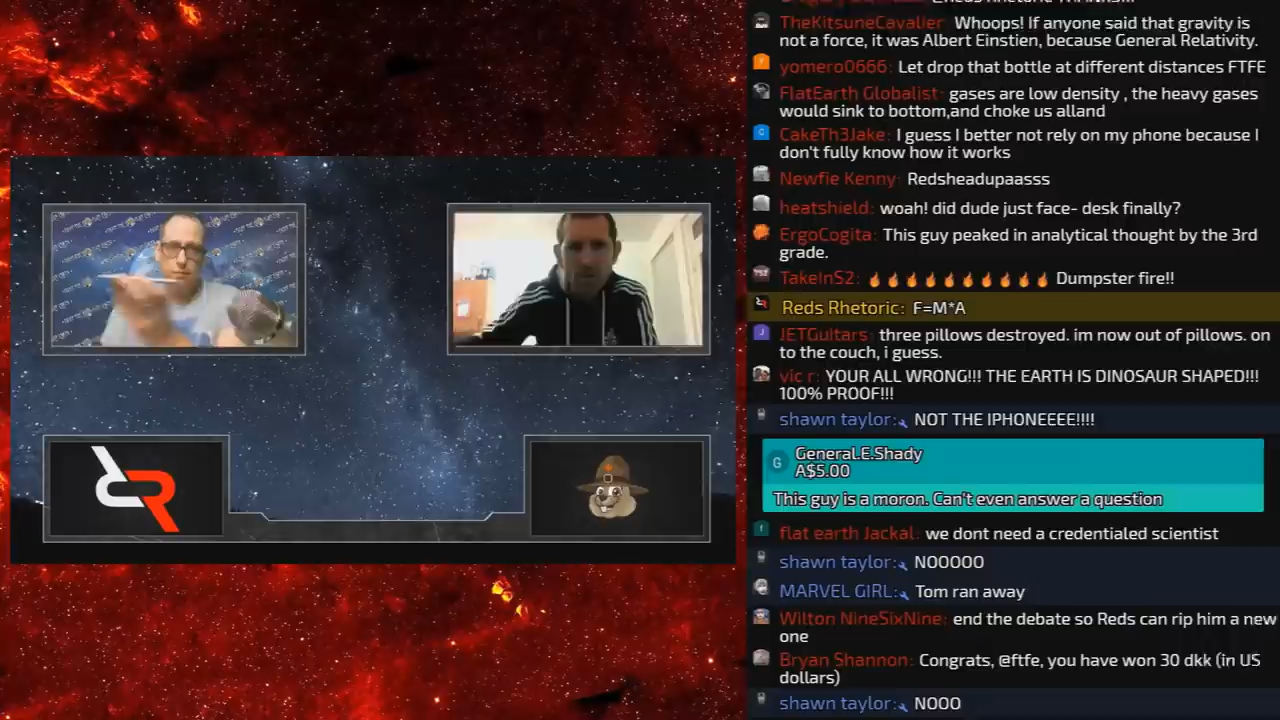 TheKitsuneCavalier Whoops! If anyone said that gravity is
not a force, it was Albert Einstien, because General Relativity.
yomero0666: Let drop that bottle at different distances FTFE
FlatEarth Globalist: gases are low density , the heavy gases
would sink to bottom,and choke us alland
CakeTh3Jake: I guess I better not rely on my phone because I
don't fully know how it works
Newfie Kenny: Redsheadupaasss
heatshield: woah! did dude just face- desk finally?
ErgoCogita: This guy peaked in analytical thought by the 3rd
grade.
TakeInS2: 🔥🔥🔥🔥🔥🔥🔥🔥🔥🔥 Dumpster fire!!
Reds Rhetoric: F=M*A
JETGuitars: three pillows destroyed. im now out of pillows. on
to the couch, i guess.
vic r: YOUR ALL WRONG!!! THE EARTH IS DINOSAUR SHAPED!!!
100% PROOF!!!
shawn taylor: NOT THE IPHONEEEE!!!!
G General.E.Shady
A$5.00
This guy is a moron. Can't even answer a question
flat earth Jackal: we dont need a credentialed scientist
shawn taylor: NOOOOO
MARVEL GIRL: Tom ran away
Wilton NineSixNine: end the debate so Reds can rip him a new
one
Bryan Shannon: Congrats, @ftfe, you have won 30 dkk (in US
dollars)
shawn taylor: NOOO